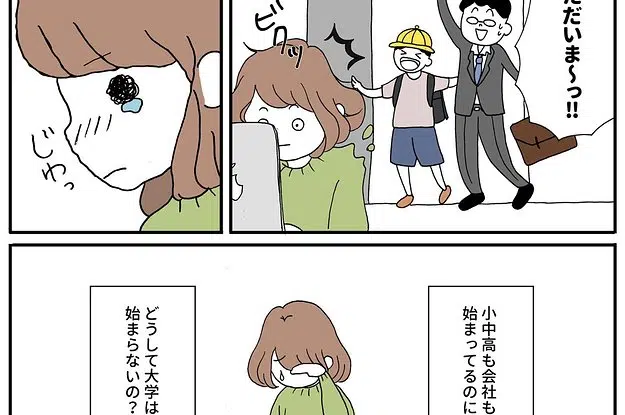 ただいま〜っ!!
ビクッ
じわっ
小中高も会社も
始まってるのに
どうして大学は
始まらないの？